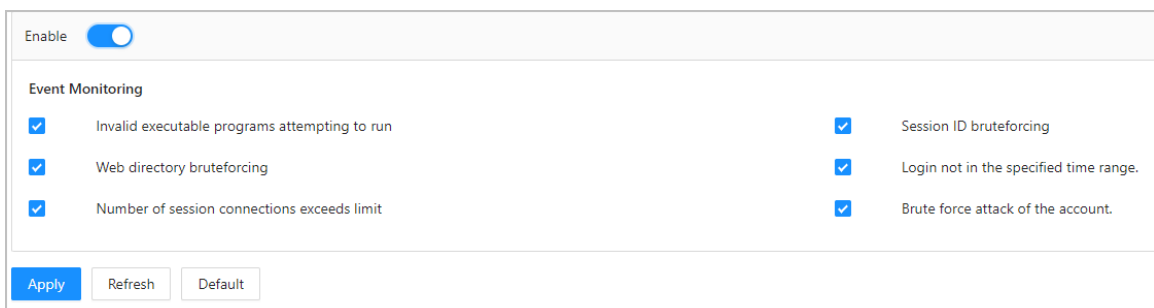 Enable
Event Monitoring
Invalid executable programs attempting to run
Session ID bruteforcing
Web directory bruteforcing
Login not in the specified time range.
Number of session connections exceeds limit
Brute force attack of the account.
Apply Refresh Default